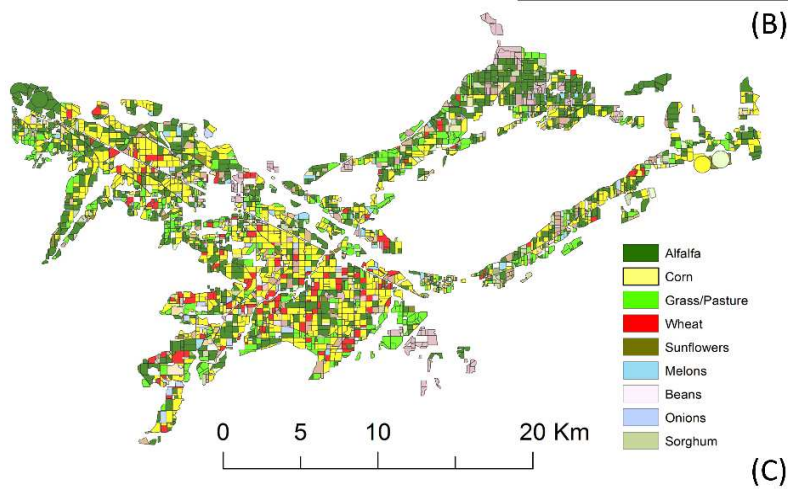 (B)
Alfalfa
Corn
Grass/Pasture
Wheat
Sunflowers
Melons
Beans
Onions
Sorghum
0 5 10 20 Km
(C)